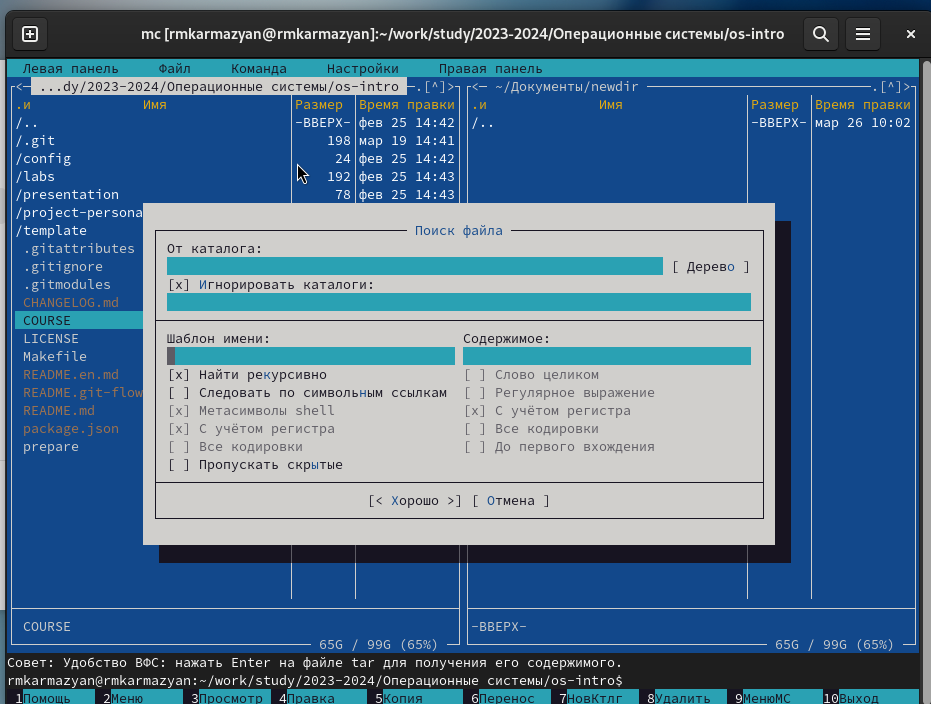 mc [rmkarmazyan@rmkarmazyan]:~/work/study/2023-2024/Операционные системы/os-intro
Левая панель Файл Команда Настройки Правая панель
<— ...dy/2023-2024/Операционные системы/os-intro —.[^]> <— ~/Документы/newdir .[^]>
.и Имя Размер Время правки .и Имя Размер Время правки
/.. -ВВЕРХ- фев 25 14:42 /.. -ВВЕРХ- мар 26 10:02
/.git 198 мар 19 14:41
/config 24 фев 25 14:42
/labs 192 фев 25 14:43
/presentation 78 фев 25 14:43
/project-persona
/template
.gitattributes
.gitignore
.gitmodules
CHANGELOG.md
COURSE
LICENSE
Makefile
README.en.md
README.git-flow
README.md
package.json
prepare
Поиск файла
От каталога:
[ Дерево ]
[x] Игнорировать каталоги:
Шаблон имени: Содержимое:
[x] Найти рекурсивно [ ] Слово целиком
[ ] Следовать по символьным ссылкам [ ] Регулярное выражение
[x] Метасимволы shell [x] С учётом регистра
[x] С учётом регистра [ ] Все кодировки
[ ] Все кодировки [ ] До первого вхождения
[ ] Пропускать скрытые
[< Хорошо >] [ Отмена ]
COURSE -ВВЕРХ-
65G / 99G (65%) 65G / 99G (65%)
Совет: Удобство ВФС: нажать Enter на файле tar для получения его содержимого.
rmkarmazyan@rmkarmazyan:~/work/study/2023-2024/Операционные системы/os-intro$
1Помощь 2Меню 3Просмотр 4Правка 5Копия 6Перенос 7НовКтлг 8Удалить 9МенюМС 10Выход